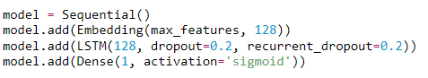 model = Sequential()
model.add(Embedding(max_features, 128))
model.add(LSTM(128, dropout=0.2, recurrent_dropout=0.2))
model.add(Dense(1, activation='sigmoid'))